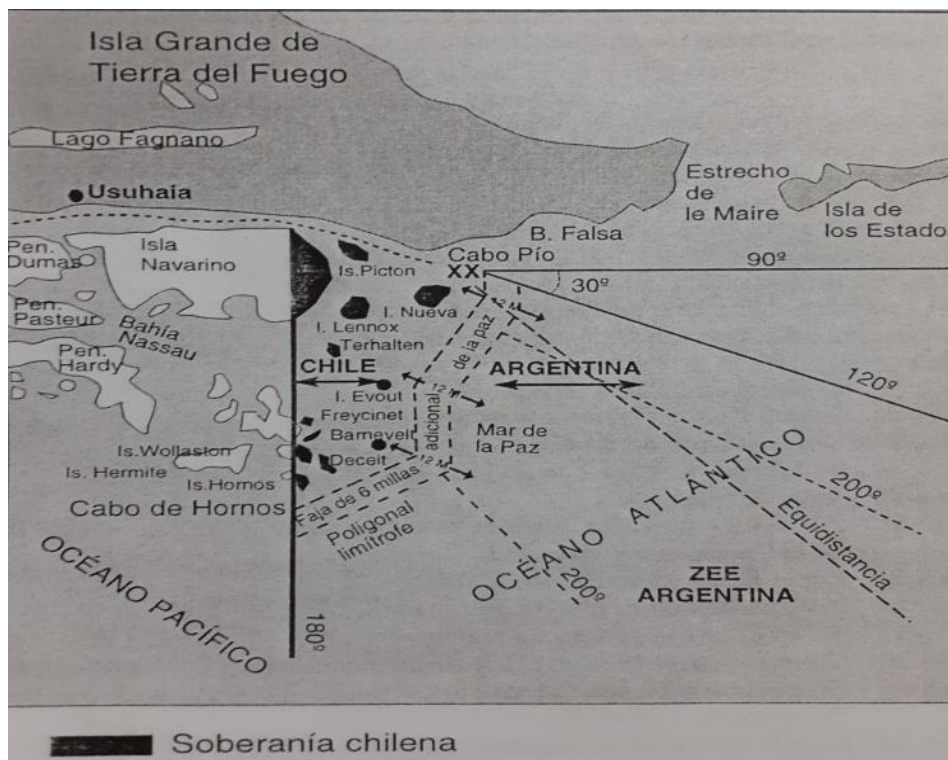 Isla Grande de
Tierra del Fuego
Lago Fagnano
Usuhaía
Estrecho
de
le Maire
Isla de
los Estado
B. Falsa
Pen.
Dumas
Isla
Navarino
Is.Picton
Cabo Pío
XX
90º
30º
Pen.
Pasteur
Bahía
Nassau
I. Nueva
12 M
I. Lennox
Terhalten
de la paz
Pen.
Hardy
CHILE
ARGENTINA
120º
I. Evout
12 M
Freycinet
adicional
Barnevelt
Mar de
la Paz
Is.Wollaston
Deceit
12 M
Is. Hermite
Is.Hornos
Cabo de Hornos
Faja de 6 millas
Poligonal
limítrofe
OCÉANO ATLÁNTICO
200º
Equidistancia
200º
ZEE
ARGENTINA
OCÉANO PACÍFICO
180º
Soberanía chilena